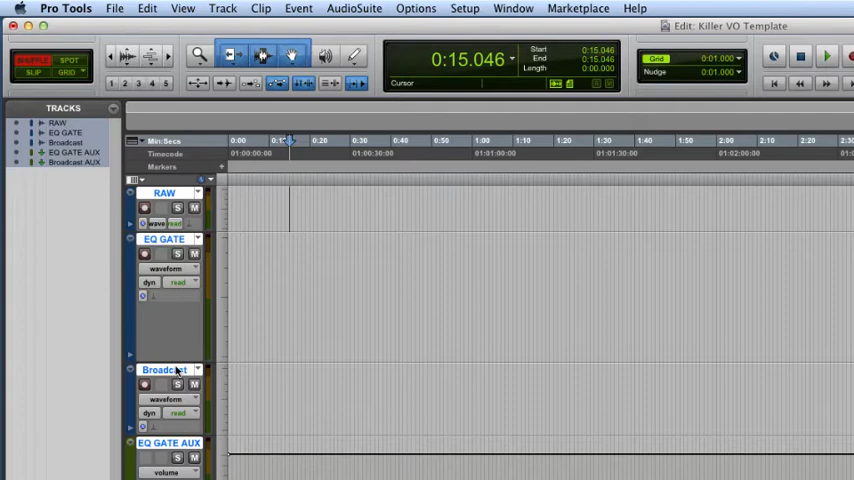 Pro Tools File Edit View Track Clip Event AudioSuite Options Setup Window Marketplace Help
Edit: Killer VO Template
SHUFFLE SPOT
SLIP GRID
1 2 3 4 5
0:15.046
Start 0:15.046
End 0:15.046
Length 0:00.000
Cursor
Grid 0:01.000
Nudge 0:01.000
TRACKS
RAW
EQ GATE
Broadcast
EQ GATE AUX
Broadcast AUX
Min:Secs 0:00 0:20 0:30 0:40 0:50 1:00 1:10 1:20 1:30 1:40 1:50 2:00 2:10 2:20
Timecode 01:00:00:00 01:00:30:00 01:01:00:00 01:01:30:00 01:02:00:00
Markers
RAW
S M
wave read
EQ GATE
S M
waveform
dyn read
Broadcast
S M
waveform
dyn read
EQ GATE AUX
S M
volume